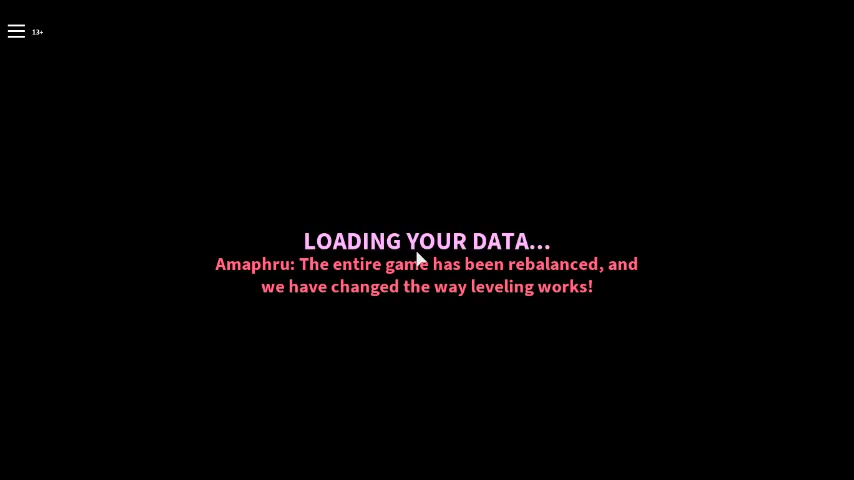 13+
LOADING YOUR DATA...
Amaphru: The entire game has been rebalanced, and
we have changed the way leveling works!